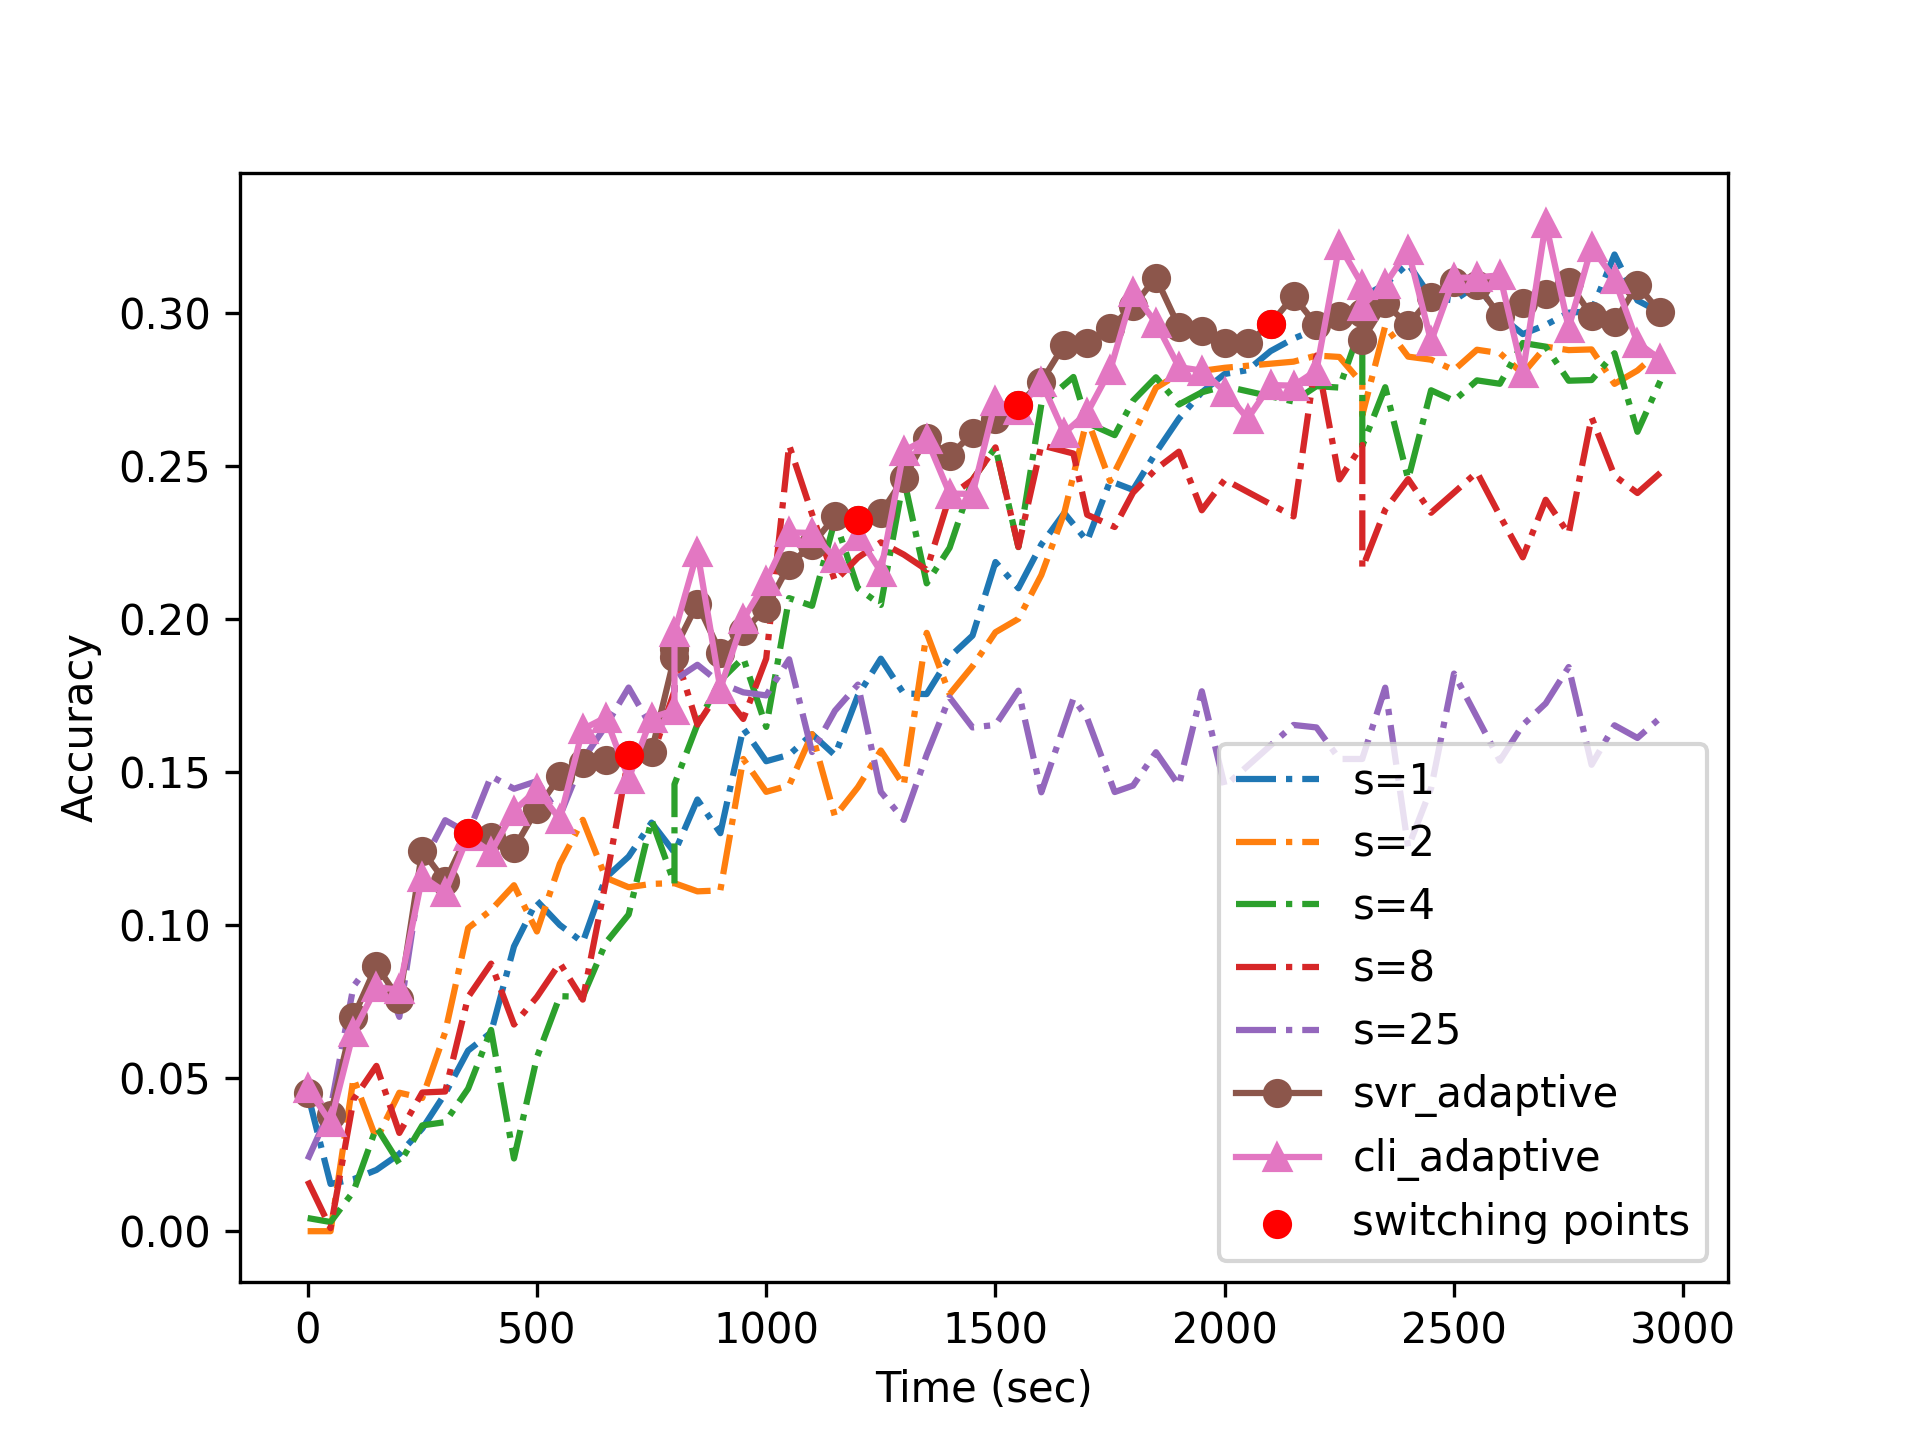 Accuracy
0.30
0.25
0.20
0.15
0.10
0.05
0.00
0 500 1000 1500 2000 2500 3000
Time (sec)
s=1
s=2
s=4
s=8
s=25
svr_adaptive
cli_adaptive
switching points